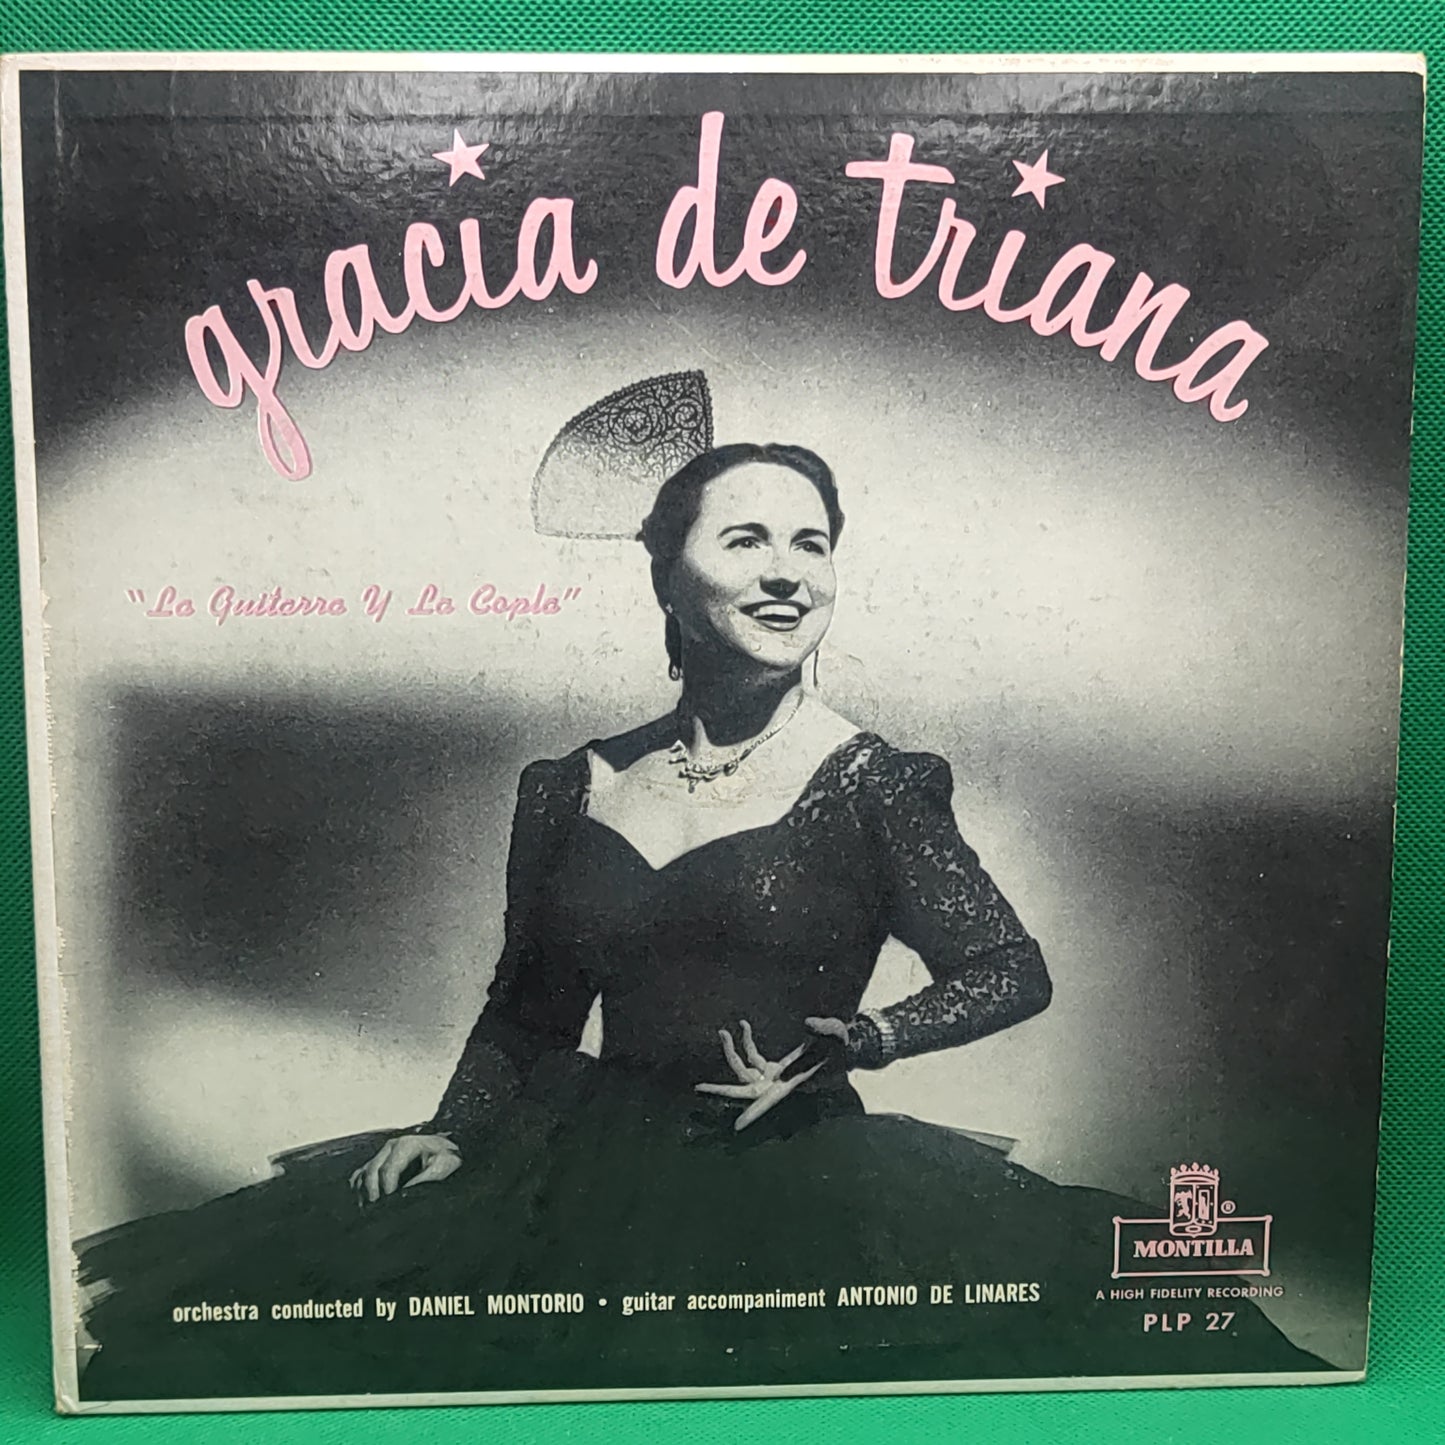 gracia de triana
"La Guitarra Y La Copla"
orchestra conducted by DANIEL MONTORIO • guitar accompaniment ANTONIO DE LINARES
®
MONTILLA
A HIGH FIDELITY RECORDING
PLP 27